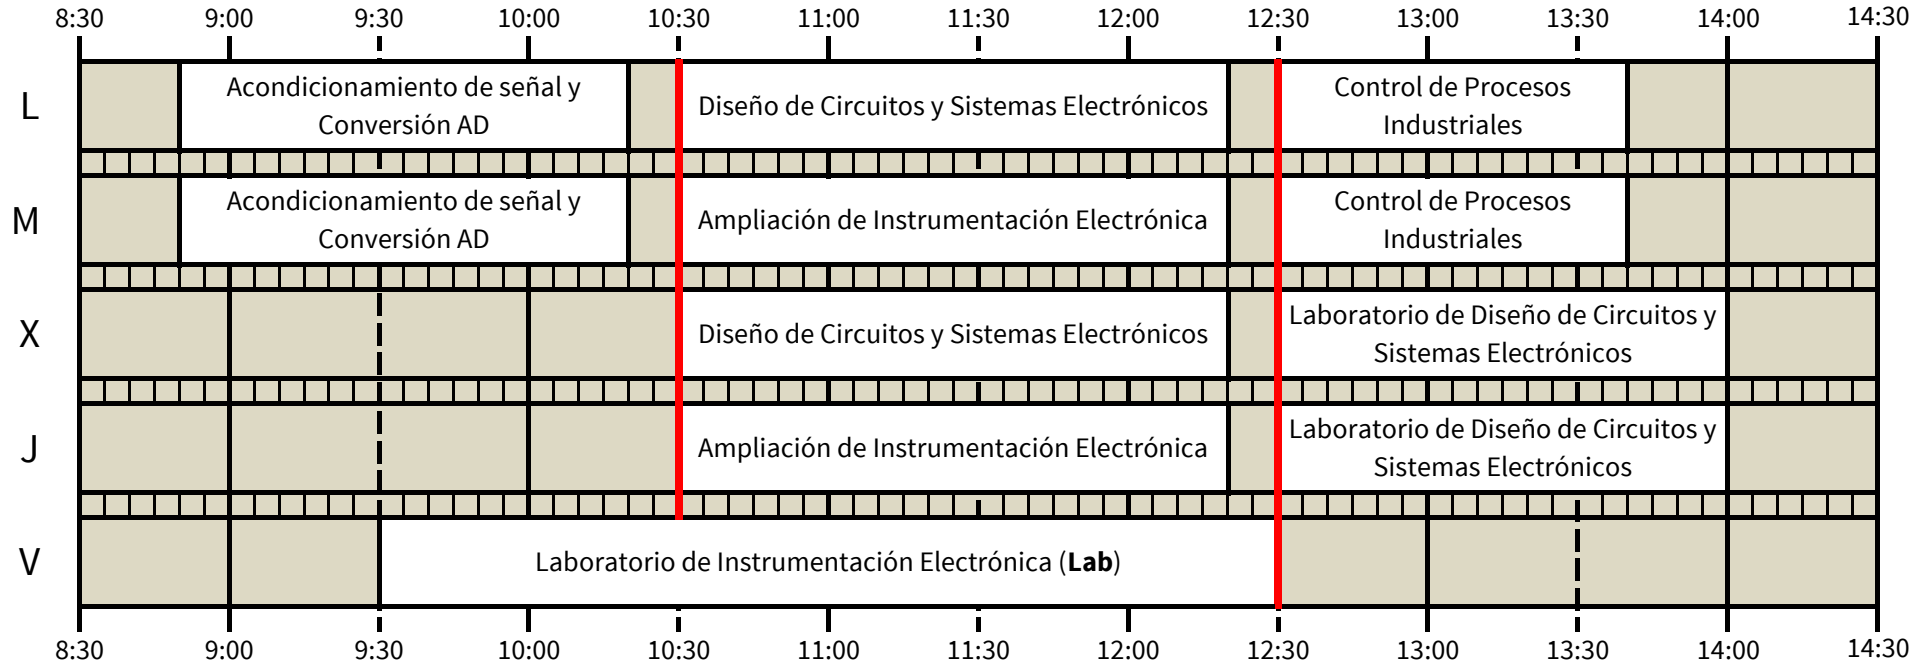 8:30 9:00 9:30 10:00 10:30 11:00 11:30 12:00 12:30 13:00 13:30 14:00 14:30
L
Acondicionamiento de señal y
Conversión AD
Diseño de Circuitos y Sistemas Electrónicos
Control de Procesos
Industriales
M
Acondicionamiento de señal y
Conversión AD
Ampliación de Instrumentación Electrónica
Control de Procesos
Industriales
X
Diseño de Circuitos y Sistemas Electrónicos
Laboratorio de Diseño de Circuitos y
Sistemas Electrónicos
J
Ampliación de Instrumentación Electrónica
Laboratorio de Diseño de Circuitos y
Sistemas Electrónicos
V
Laboratorio de Instrumentación Electrónica (Lab)
8:30 9:00 9:30 10:00 10:30 11:00 11:30 12:00 12:30 13:00 13:30 14:00 14:30